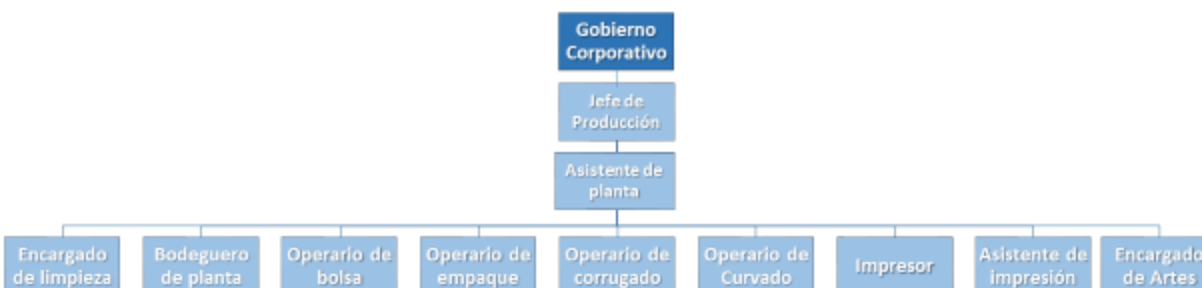 Gobierno
Corporativo
Jefe de
Producción
Asistente de
planta
Encargado
de limpieza
Bodeguero
de planta
Operario de
bolsa
Operario de
empaque
Operario de
corrugado
Operario de
Curvado
Impresor
Asistente de
impresión
Encargado
de Artes